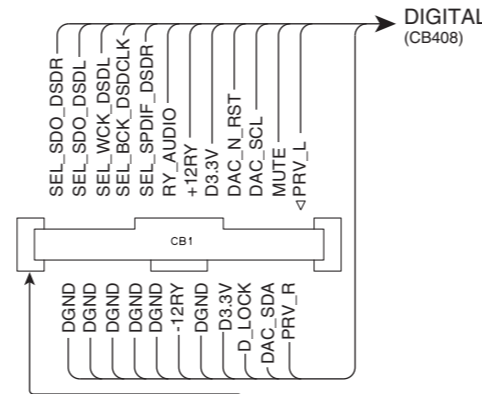 DIGITAL
(CB408)
SEL_SDO_DSDR
SEL_SDO_DSDL
SEL_WCK_DSDL
SEL_BCK_DSDCLK
SEL_SPDIF_DSDR
RY_AUDIO
+12RY
D3.3V
DAC_N_RST
DAC_SCL
MUTE
PRV_L
CB1
DGND
DGND
DGND
DGND
DGND
-12RY
DGND
D3.3V
D_LOCK
DAC_SDA
PRV_R